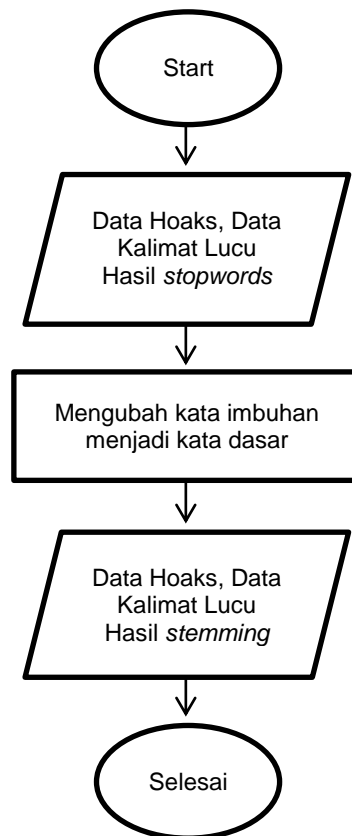 Start
Data Hoaks, Data
Kalimat Lucu
Hasil stopwords
Mengubah kata imbuhan
menjadi kata dasar
Data Hoaks, Data
Kalimat Lucu
Hasil stemming
Selesai